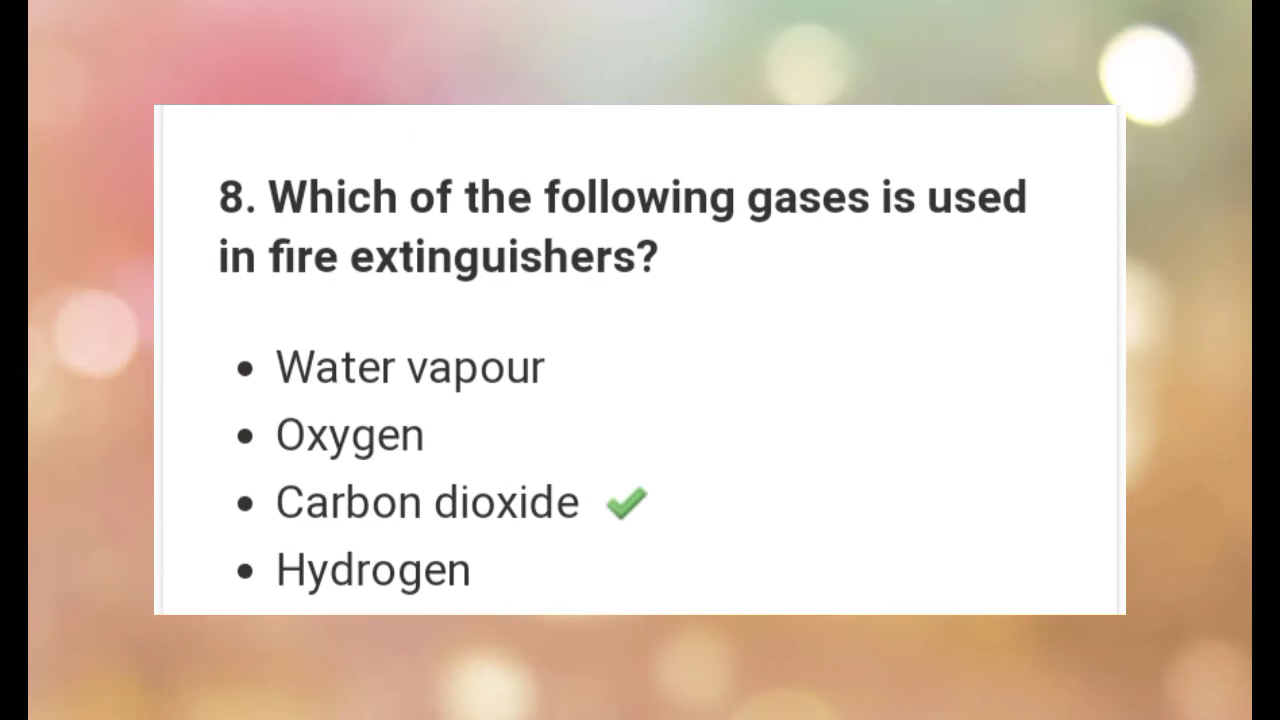 8. Which of the following gases is used
in fire extinguishers?
• Water vapour
• Oxygen
• Carbon dioxide ✔
• Hydrogen